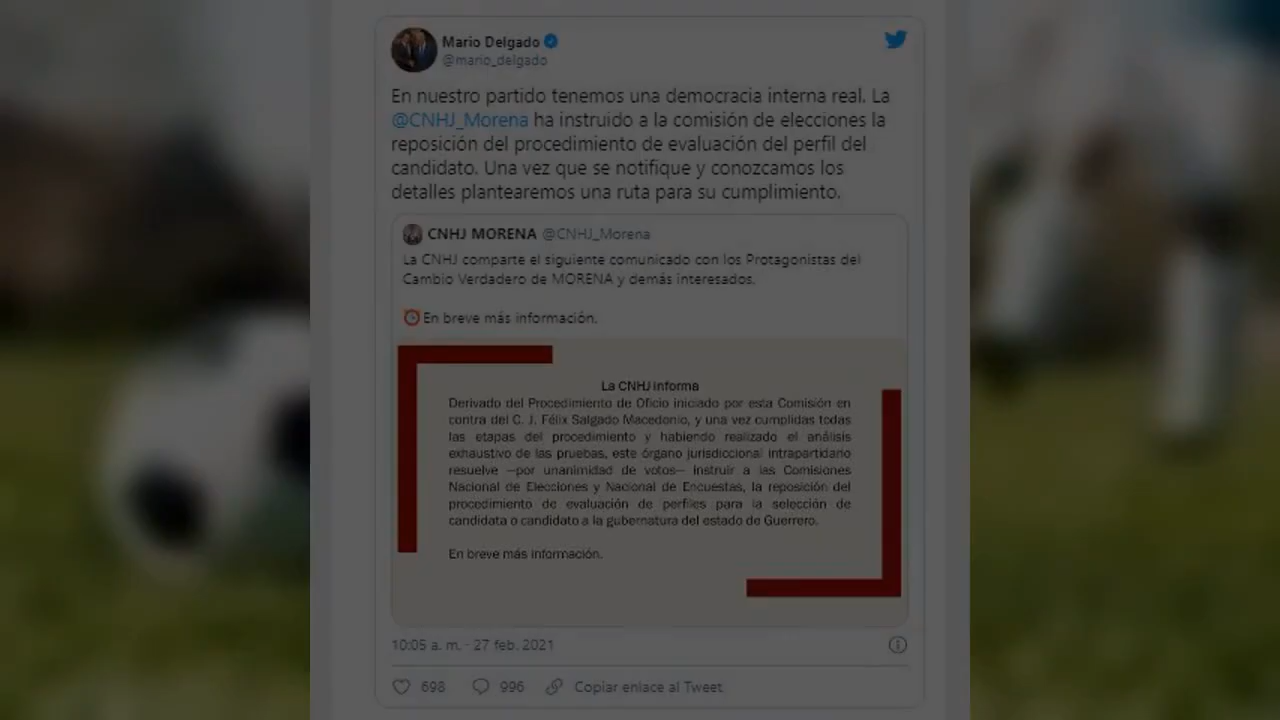 Mario Delgado
@mario_delgado
En nuestro partido tenemos una democracia interna real. La
@CNHJ_Morena ha instruido a la comisión de elecciones la
reposición del procedimiento de evaluación del perfil del
candidato. Una vez que se notifique y conozcamos los
detalles plantearemos una ruta para su cumplimiento.
CNHJ MORENA @CNHJ_Morena
La CNHJ comparte el siguiente comunicado con los Protagonistas del
Cambio Verdadero de MORENA y demás interesados.
En breve más información.
La CNHJ informa
Derivado del Procedimiento de Oficio iniciado por esta Comisión en
contra del C. J. Félix Salgado Macedonio, y una vez cumplidas todas
las etapas del procedimiento y habiendo realizado el análisis
exhaustivo de las pruebas, este órgano jurisdiccional intrapartidario
resuelve –por unanimidad de votos– instruir a las Comisiones
Nacional de Elecciones y Nacional de Encuestas, la reposición del
procedimiento de evaluación de perfiles para la selección de
candidata o candidato a la gubernatura del estado de Guerrero.
En breve más información.
10:05 a. m. · 27 feb. 2021
698 996 Copiar enlace al Tweet